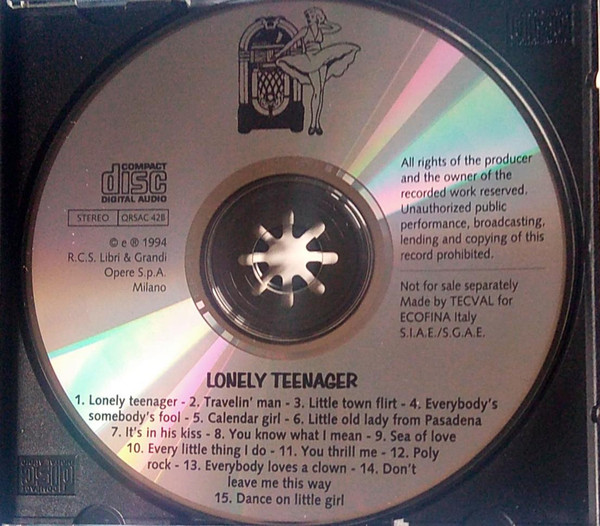 COMPACT
disc
DIGITAL AUDIO
STEREO QRSAC 428
© e ℗ 1994
R.C.S. Libri & Grandi
Opere S.p.A.
Milano
All rights of the producer
and the owner of the
recorded work reserved.
Unauthorized public
performance, broadcasting,
lending and copying of this
record prohibited.
Not for sale separately
Made by TECVAL for
ECOFINA Italy
S.I.A.E./S.G.A.E.
LONELY TEENAGER
1. Lonely teenager - 2. Travelin' man - 3. Little town flirt - 4. Everybody's
somebody's fool - 5. Calendar girl - 6. Little old lady from Pasadena
7. It's in his kiss - 8. You know what I mean - 9. Sea of love
10. Every little thing I do - 11. You thrill me - 12. Poly
rock - 13. Everybody loves a clown - 14. Don't
leave me this way
15. Dance on little girl